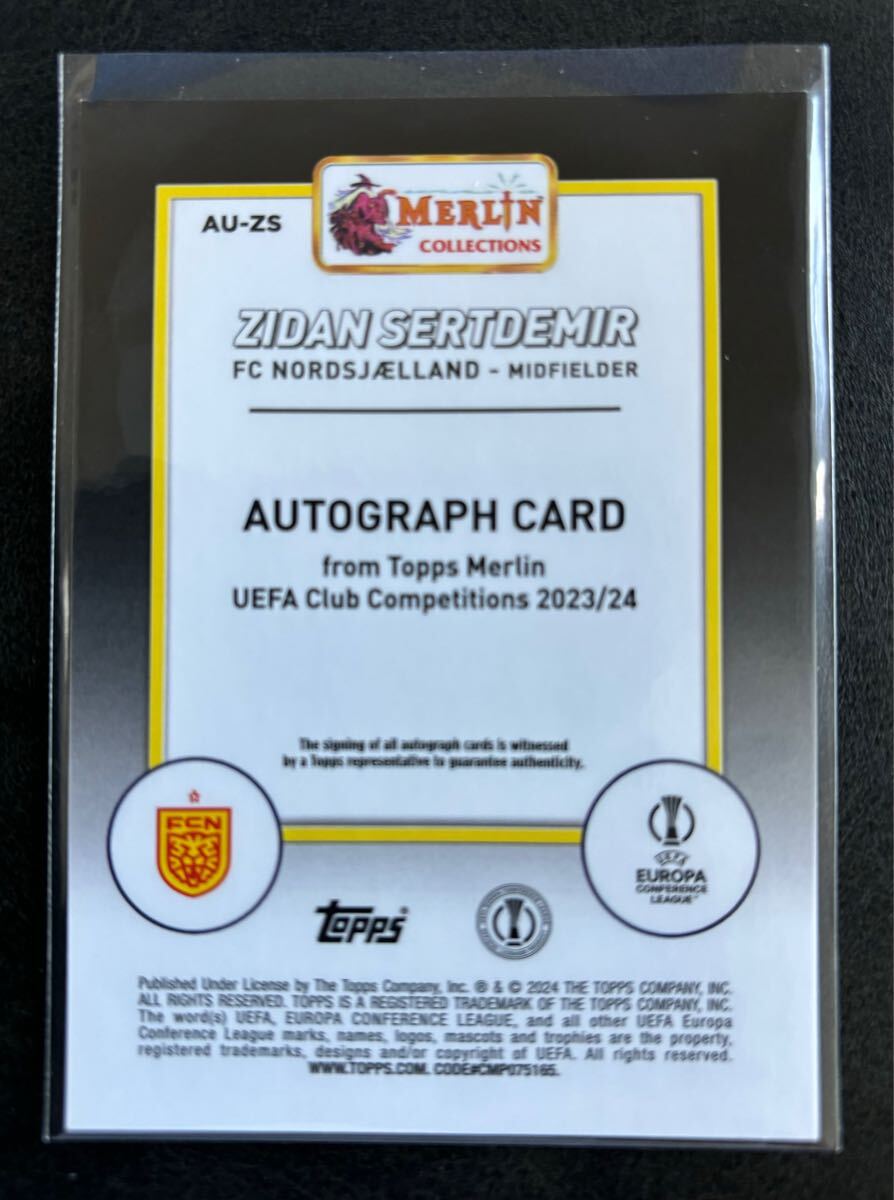 AU-ZS
MERLIN
COLLECTIONS
ZIDAN SERTDEMIR
FC NORDSJÆLLAND - MIDFIELDER
AUTOGRAPH CARD
from Topps Merlin
UEFA Club Competitions 2023/24
The signing of all autograph cards is witnessed
by a Topps representative to guarantee authenticity.
FCN
UEFA
EUROPA
CONFERENCE
LEAGUE™
topps®
Published Under License by The Topps Company, Inc. ® & © 2024 THE TOPPS COMPANY, INC.
ALL RIGHTS RESERVED. TOPPS IS A REGISTERED TRADEMARK OF THE TOPPS COMPANY, INC.
The word(s) UEFA, EUROPA CONFERENCE LEAGUE, and all other UEFA Europa
Conference League marks, names, logos, mascots and trophies are the property,
registered trademarks, designs and/or copyright of UEFA. All rights reserved.
WWW.TOPPS.COM. CODE#CMP075165.